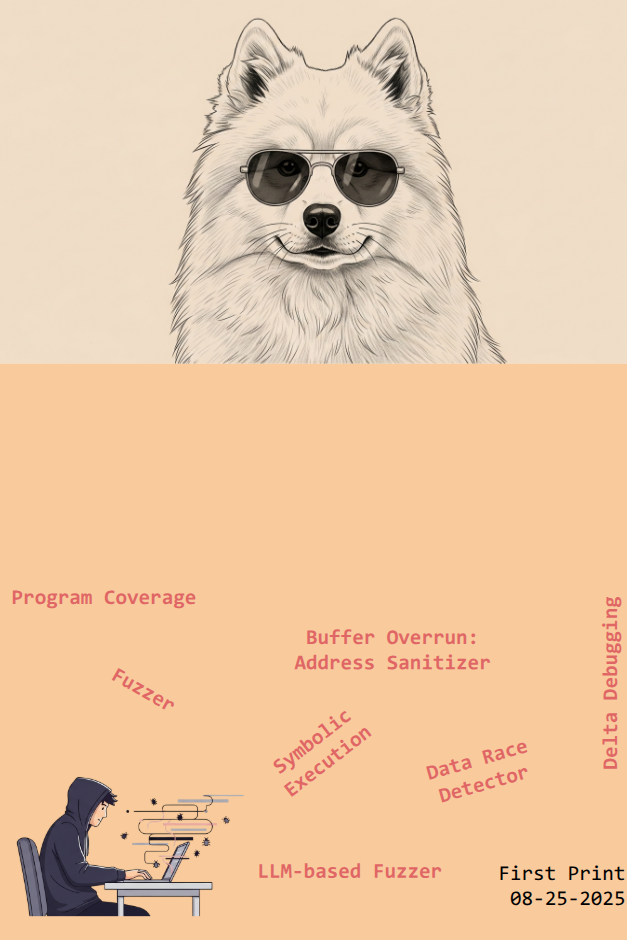 Program Coverage
Buffer Overrun:
Address Sanitizer
Delta Debugging
Fuzzer
Symbolic
Execution
Data Race
Detector
LLM-based Fuzzer
First Print
08-25-2025